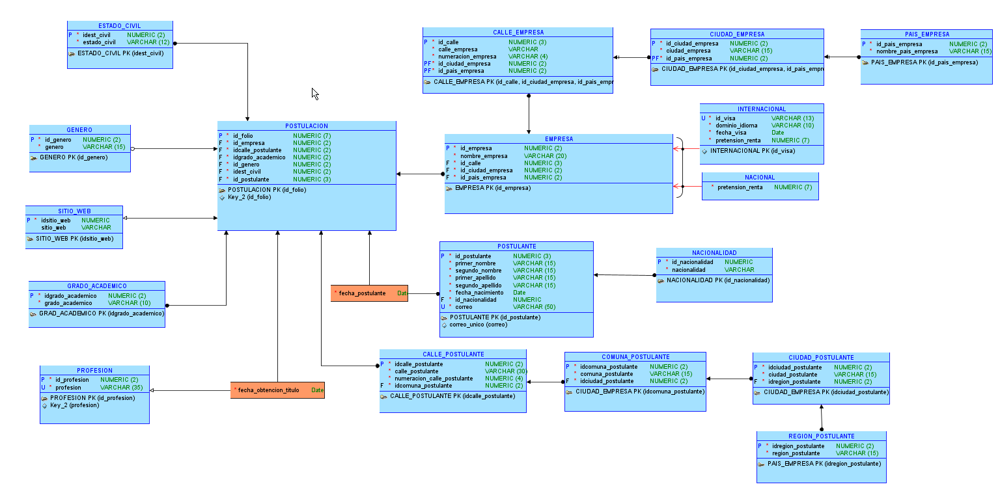 ESTADO_CIVIL
P * idest_civil NUMERIC (2)
* estado_civil VARCHAR (12)
ESTADO_CIVIL PK (idest_civil)
CALLE_EMPRESA
P * id_calle NUMERIC (3)
* calle_empresa VARCHAR
* numeracion_empresa VARCHAR (4)
PF* id_ciudad_empresa NUMERIC (2)
PF* id_pais_empresa NUMERIC (2)
CALLE_EMPRESA PK (id_calle, id_ciudad_empresa, id_pais_empr
CIUDAD_EMPRESA
P * id_ciudad_empresa NUMERIC (2)
* ciudad_empresa VARCHAR (15)
PF* id_pais_empresa NUMERIC (2)
CIUDAD_EMPRESA PK (id_ciudad_empresa, id_pais_empre
PAIS_EMPRESA
P * id_pais_empresa NUMERIC (2)
* nombre_pais_empresa VARCHAR (15)
PAIS_EMPRESA PK (id_pais_empresa)
GENERO
P * id_genero NUMERIC (2)
* genero VARCHAR (15)
GENERO PK (id_genero)
POSTULACION
P * id_folio NUMERIC (7)
F * id_empresa NUMERIC (2)
F * idcalle_postulante NUMERIC (2)
F * idgrado_academico NUMERIC (2)
F * id_genero NUMERIC (2)
F * idest_civil NUMERIC (2)
F * id_postulante NUMERIC (3)
POSTULACION PK (id_folio)
Key_2 (id_folio)
EMPRESA
P * id_empresa NUMERIC (2)
* nombre_empresa VARCHAR (20)
F * id_calle NUMERIC (3)
F * id_ciudad_empresa NUMERIC (2)
F * id_pais_empresa NUMERIC (2)
EMPRESA PK (id_empresa)
INTERNACIONAL
U * id_visa VARCHAR (13)
* dominio_idioma VARCHAR (10)
* fecha_visa Date
* pretension_renta NUMERIC (7)
INTERNACIONAL PK (id_visa)
NACIONAL
* pretension_renta NUMERIC (7)
SITIO_WEB
P * idsitio_web NUMERIC
sitio_web VARCHAR
SITIO_WEB PK (idsitio_web)
POSTULANTE
P * id_postulante NUMERIC (3)
* primer_nombre VARCHAR (15)
* segundo_nombre VARCHAR (15)
* primer_apellido VARCHAR (15)
* segundo_apellido VARCHAR (15)
* fecha_nacimiento Date
F * id_nacionalidad NUMERIC
U * correo VARCHAR (50)
POSTULANTE PK (id_postulante)
correo_unico (correo)
NACIONALIDAD
P * id_nacionalidad NUMERIC
* nacionalidad VARCHAR
NACIONALIDAD PK (id_nacionalidad)
* fecha_postulante Dat
GRADO_ACADEMICO
P * idgrado_academico NUMERIC (2)
* grado_academico VARCHAR (10)
GRAD_ACADEMICO PK (idgrado_academico)
PROFESION
P * id_profesion NUMERIC (2)
U * profesion VARCHAR (35)
PROFESION PK (id_profesion)
Key_2 (profesion)
* fecha_obtencion_titulo Date
CALLE_POSTULANTE
P * idcalle_postulante NUMERIC (2)
* calle_postulante VARCHAR (30)
* numeracion_calle_postulante NUMERIC (4)
F * idcomuna_postulante NUMERIC (2)
CALLE_POSTULANTE PK (idcalle_postulante)
COMUNA_POSTULANTE
P * idcomuna_postulante NUMERIC (2)
* comuna_postulante VARCHAR (15)
F * idciudad_postulante NUMERIC (2)
CIUDAD_EMPRESA PK (idcomuna_postulante)
CIUDAD_POSTULANTE
P * idciudad_postulante NUMERIC (2)
* ciudad_postulante VARCHAR (15)
F * idregion_postulante NUMERIC (2)
CIUDAD_EMPRESA PK (idciudad_postulante)
REGION_POSTULANTE
P * idregion_postulante NUMERIC (2)
* region_postulante VARCHAR (15)
PAIS_EMPRESA PK (idregion_postulante)